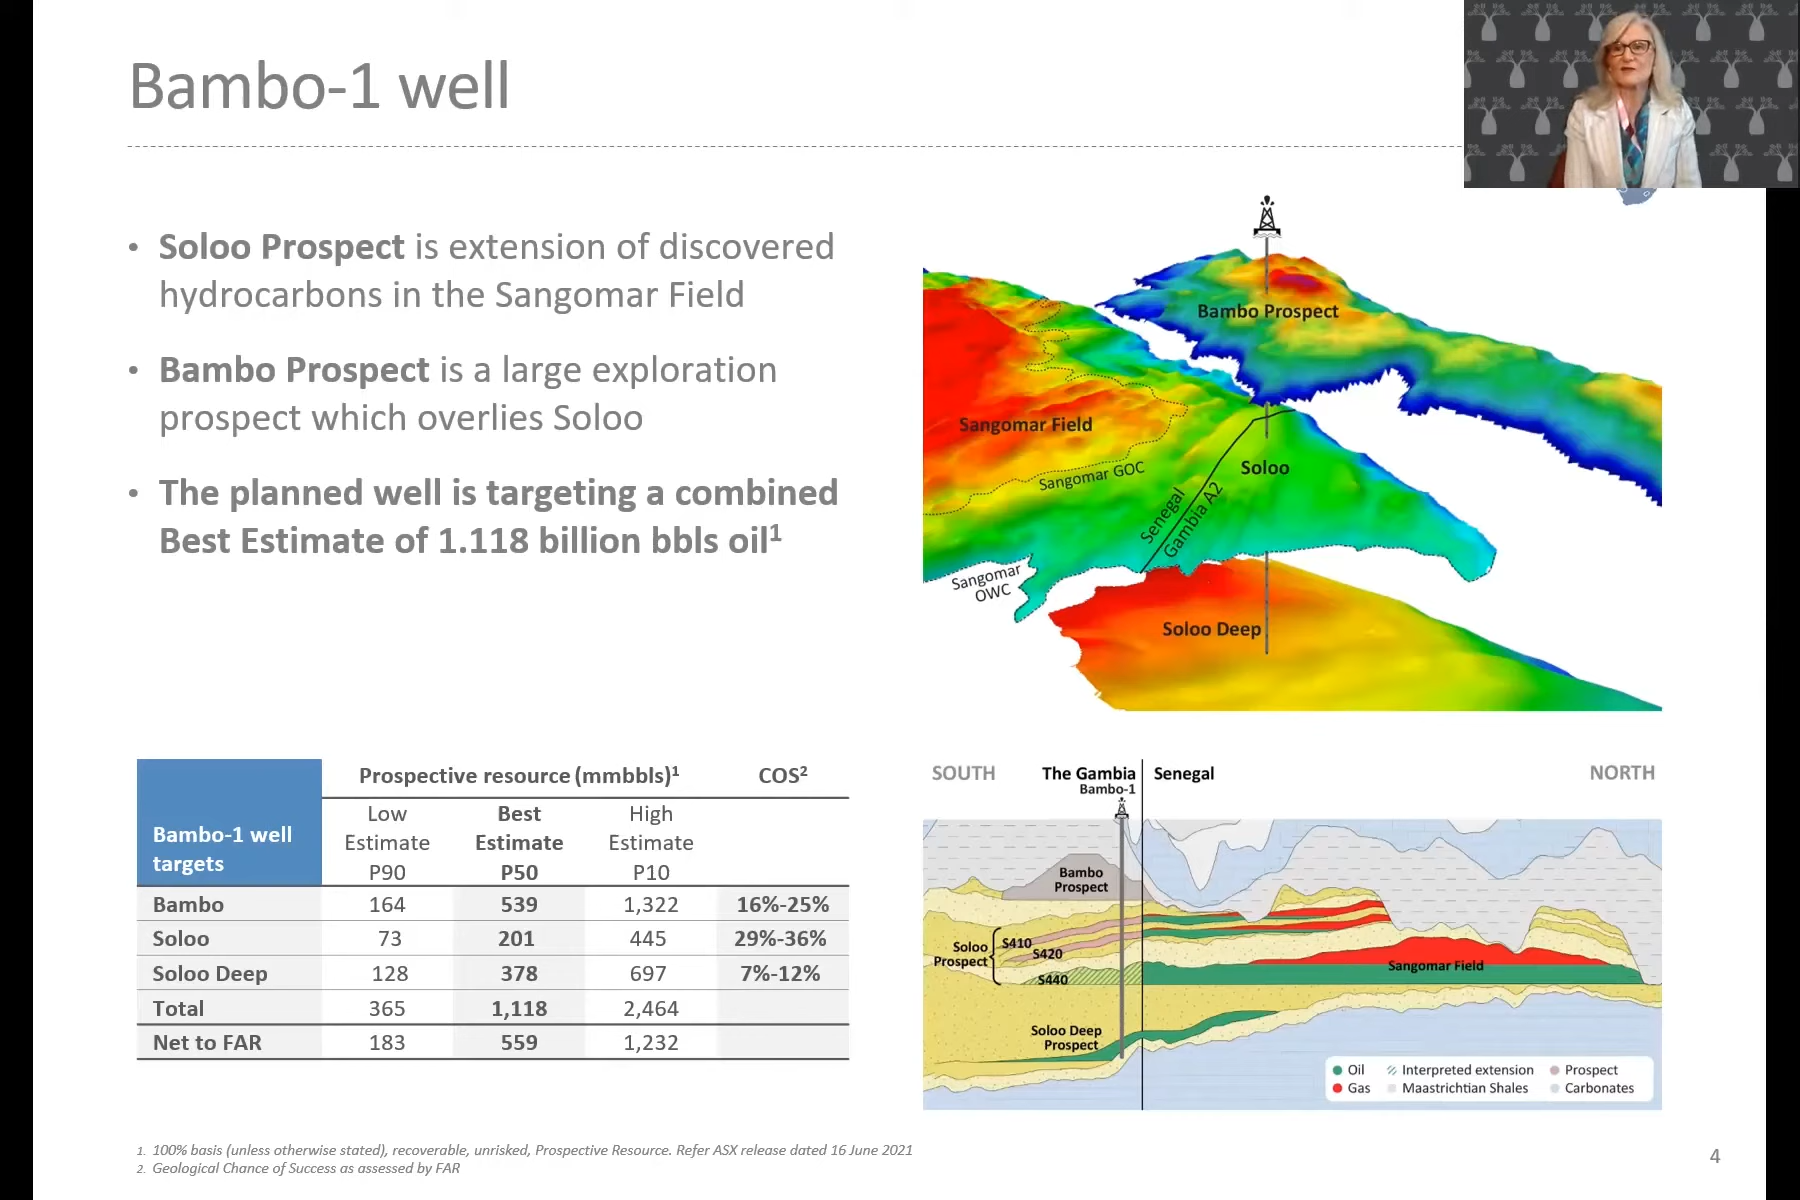 Bambo-1 well
• Soloo Prospect is extension of discovered
hydrocarbons in the Sangomar Field
• Bambo Prospect is a large exploration
prospect which overlies Soloo
• The planned well is targeting a combined
Best Estimate of 1.118 billion bbls oil¹
Bambo Prospect
Sangomar Field
Sangomar GOC
Soloo
Senegal
Gambia A2
Sangomar
OWC
Soloo Deep
Bambo-1 well
targets
Prospective resource (mmbbls)¹ COS²
Low Estimate P90
Best Estimate P50
High Estimate P10
Bambo 164 539 1,322 16%-25%
Soloo 73 201 445 29%-36%
Soloo Deep 128 378 697 7%-12%
Total 365 1,118 2,464
Net to FAR 183 559 1,232
SOUTH The Gambia Senegal NORTH
Bambo-1
Bambo
Prospect
Soloo
Prospect
S410
S420
S440
Sangomar Field
Soloo Deep
Prospect
Oil Interpreted extension Prospect
Gas Maastrichtian Shales Carbonates
1. 100% basis (unless otherwise stated), recoverable, unrisked, Prospective Resource. Refer ASX release dated 16 June 2021
2. Geological Chance of Success as assessed by FAR
4